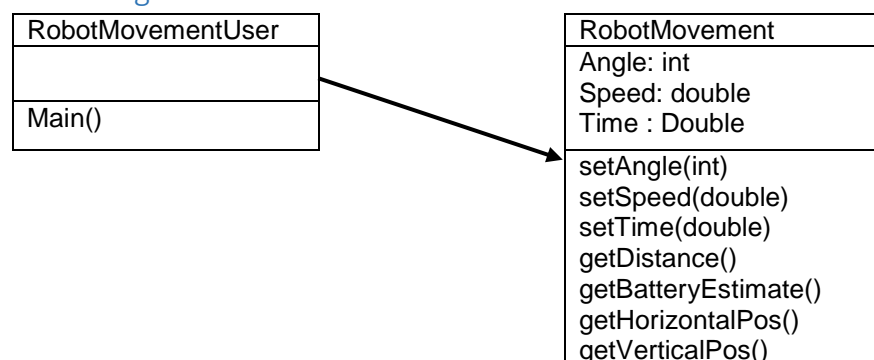 RobotMovementUser
Main()
RobotMovement
Angle: int
Speed: double
Time : Double
setAngle(int)
setSpeed(double)
setTime(double)
getDistance()
getBatteryEstimate()
getHorizontalPos()
getVerticalPos()